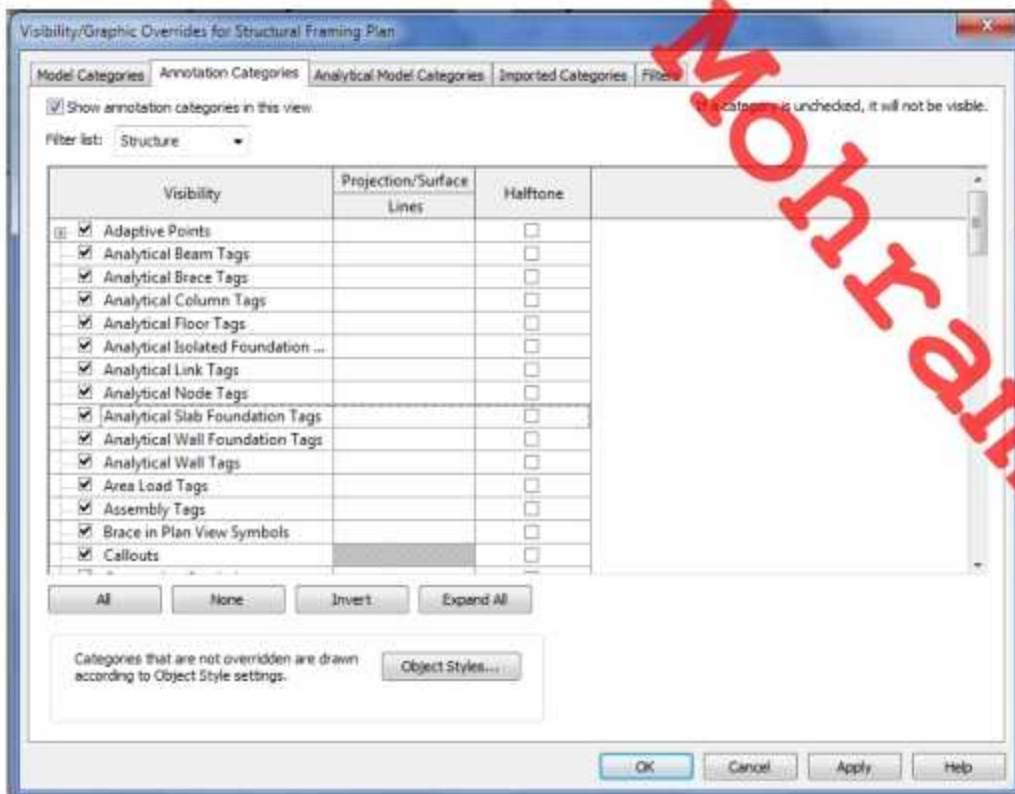 Visibility/Graphic Overrides for Structural Framing Plan
Model Categories Annotation Categories Analytical Model Categories Imported Categories Filters
Show annotation categories in this view
If a category is unchecked, it will not be visible.
Filter list: Structure
Visibility Projection/Surface Halftone
Lines
Adaptive Points
Analytical Beam Tags
Analytical Brace Tags
Analytical Column Tags
Analytical Floor Tags
Analytical Isolated Foundation ...
Analytical Link Tags
Analytical Node Tags
Analytical Slab Foundation Tags
Analytical Wall Foundation Tags
Analytical Wall Tags
Area Load Tags
Assembly Tags
Brace in Plan View Symbols
Callouts
All None Invert Expand All
Categories that are not overridden are drawn
according to Object Style settings.
Object Styles...
OK Cancel Apply Help
Mohram